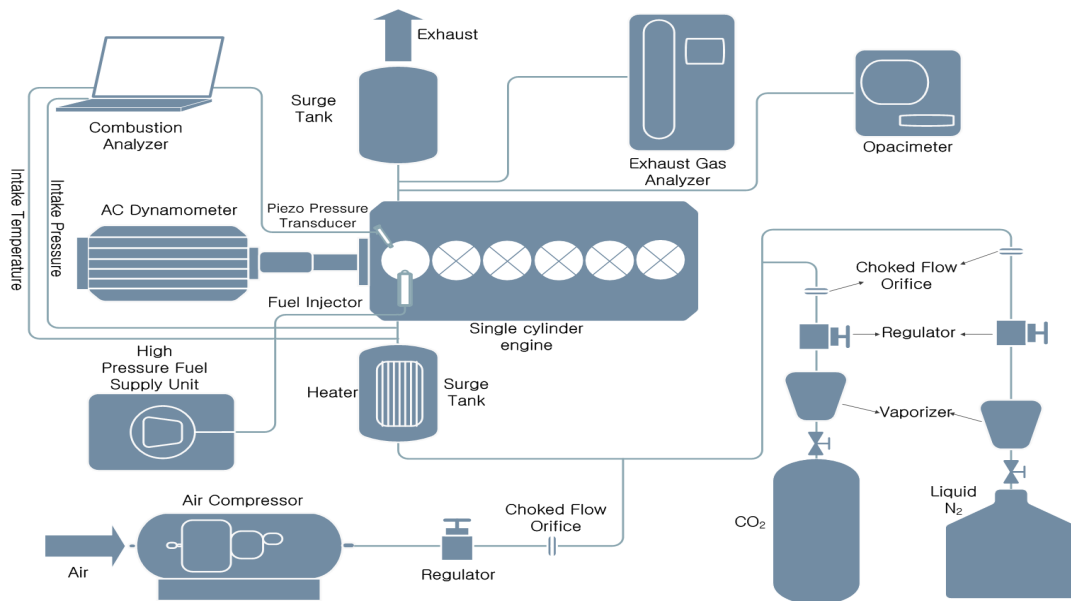 Exhaust
Surge
Tank
Combustion
Analyzer
Exhaust Gas
Analyzer
Opacimeter
Intake Temperature
Intake Pressure
AC Dynamometer
Piezo Pressure
Transducer
Fuel Injector
Single cylinder
engine
Choked Flow
Orifice
Regulator
High
Pressure Fuel
Supply Unit
Heater
Surge
Tank
Vaporizer
Air Compressor
Choked Flow
Orifice
CO₂
Liquid
N₂
Air
Regulator